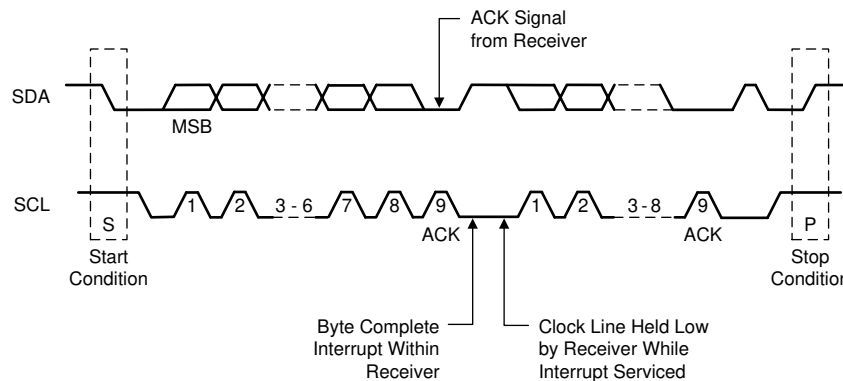 ACK Signal
from Receiver
SDA
MSB
SCL
S
1
2
3 - 6
7
8
9
1
2
3 - 8
9
P
ACK
ACK
Start
Condition
Stop
Condition
Byte Complete
Interrupt Within
Receiver
Clock Line Held Low
by Receiver While
Interrupt Serviced